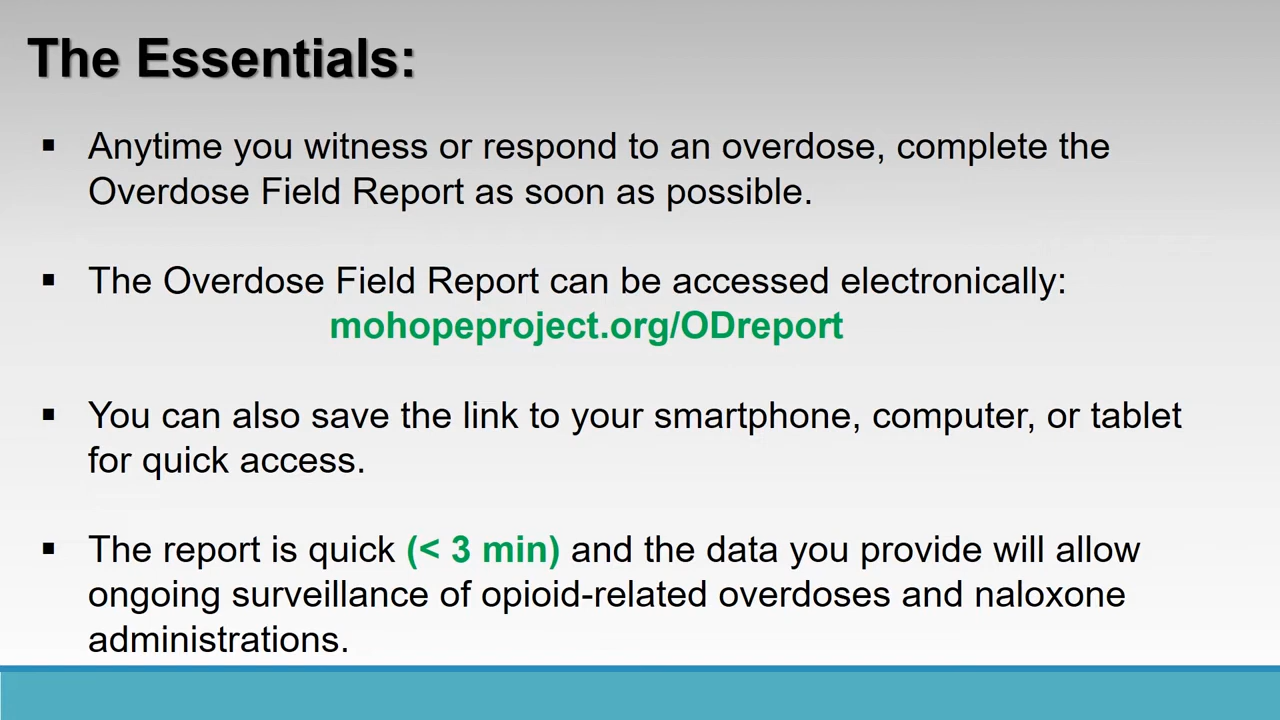 The Essentials:
▪ Anytime you witness or respond to an overdose, complete the
Overdose Field Report as soon as possible.
▪ The Overdose Field Report can be accessed electronically:
mohopeproject.org/ODreport
▪ You can also save the link to your smartphone, computer, or tablet
for quick access.
▪ The report is quick (< 3 min) and the data you provide will allow
ongoing surveillance of opioid-related overdoses and naloxone
administrations.